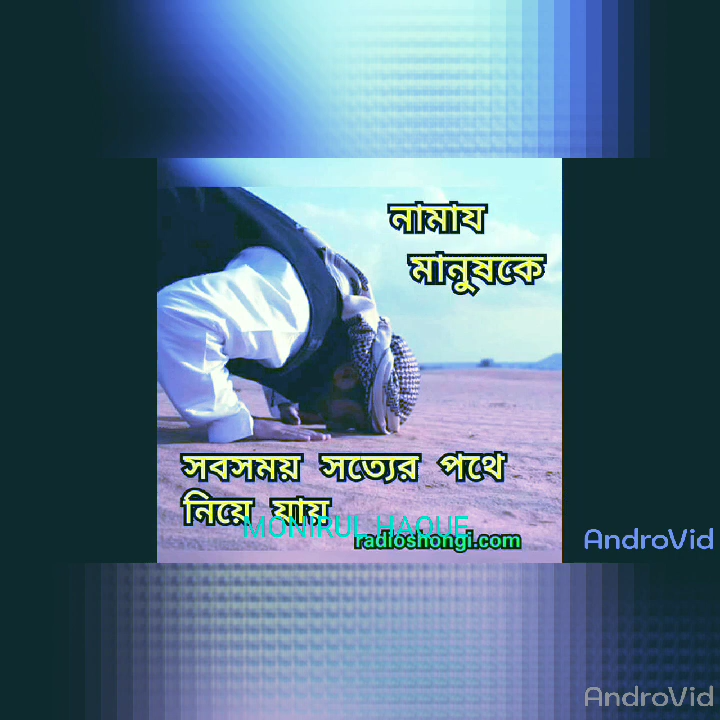 নামায
মানুষকে
সবসময় সত্যের পথে
নিয়ে যায়
MONIRUL HAQUE
radioshongi.com
AndroVid
AndroVid